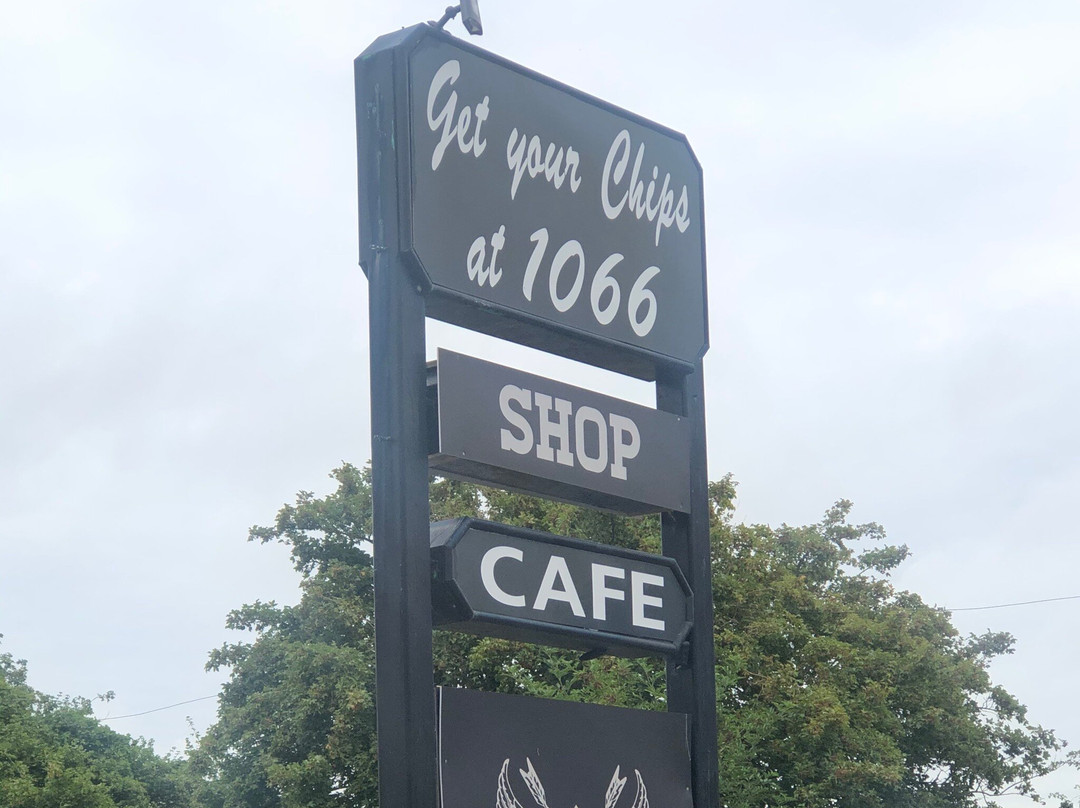 Get your Chips
at 1066
SHOP
CAFE